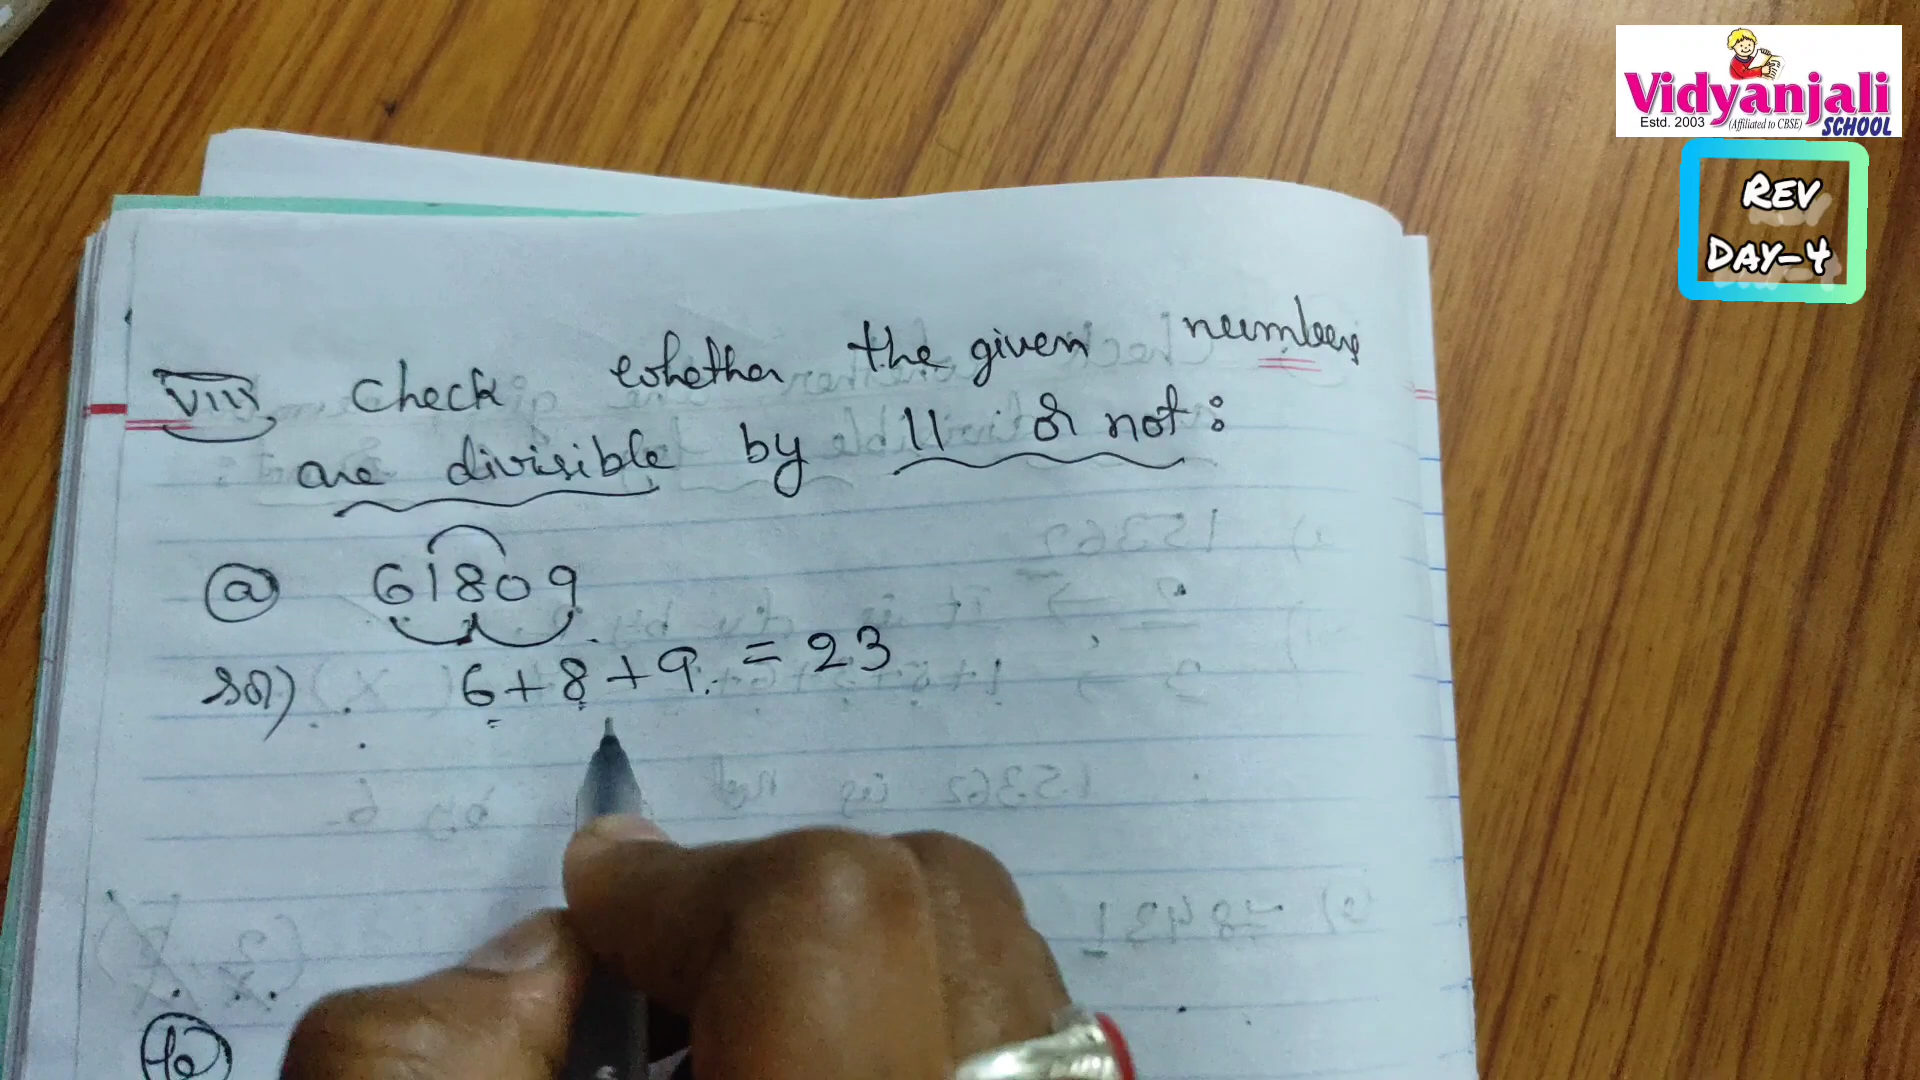 Vidyanjali
Estd. 2003 (Affiliated to CBSE) SCHOOL
REV
DAY-4
VIII Check whether the given numbers
are divisible by 11 or not:
(a) 61809
Sol) 6+8+9 = 23
(b)